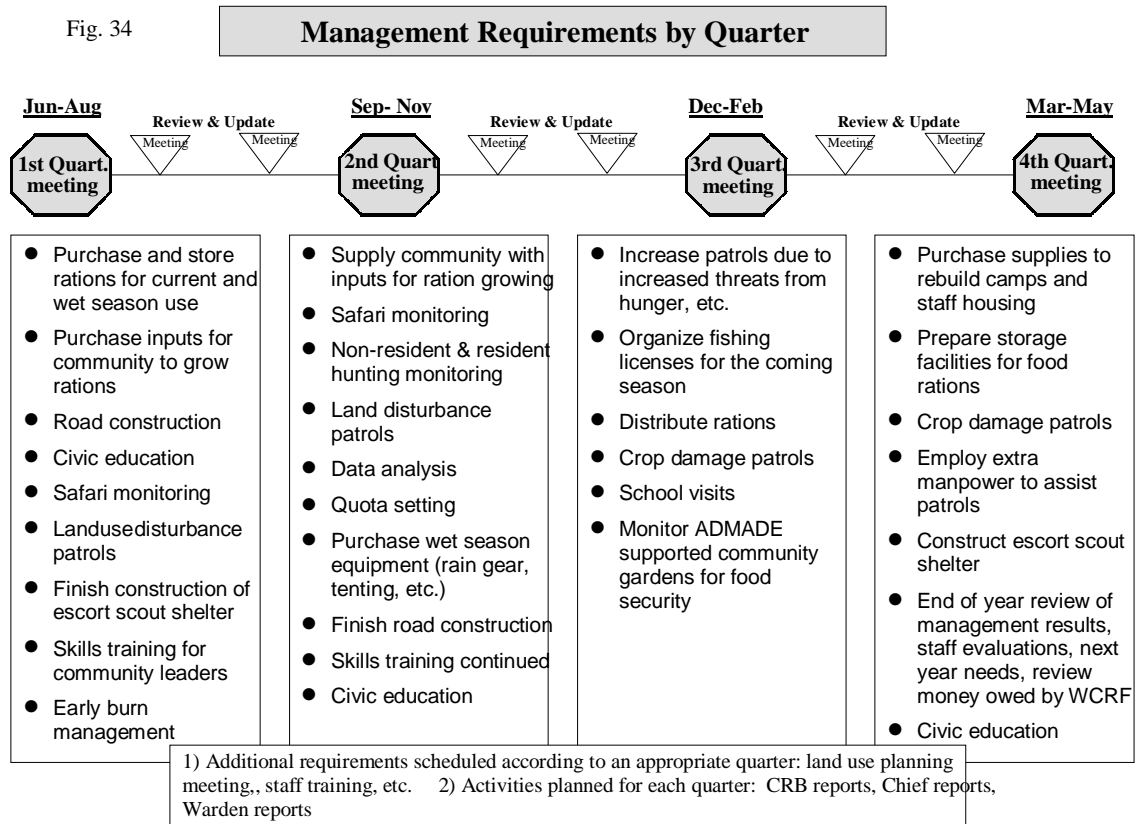 Fig. 34
Management Requirements by Quarter
Jun-Aug
Sep- Nov
Dec-Feb
Mar-May
Review & Update
Review & Update
Review & Update
Meeting
Meeting
Meeting
Meeting
Meeting
Meeting
1st Quart.
meeting
2nd Quart
meeting
3rd Quart.
meeting
4th Quart.
meeting
● Purchase and store
rations for current and
wet season use
● Purchase inputs for
community to grow
rations
● Road construction
● Civic education
● Safari monitoring
● Landusedisturbance
patrols
● Finish construction of
escort scout shelter
● Skills training for
community leaders
● Early burn
management
● Supply community with
inputs for ration growing
● Safari monitoring
● Non-resident & resident
hunting monitoring
● Land disturbance
patrols
● Data analysis
● Quota setting
● Purchase wet season
equipment (rain gear,
tenting, etc.)
● Finish road construction
● Skills training continued
● Civic education
● Increase patrols due to
increased threats from
hunger, etc.
● Organize fishing
licenses for the coming
season
● Distribute rations
● Crop damage patrols
● School visits
● Monitor ADMADE
supported community
gardens for food
security
● Purchase supplies to
rebuild camps and
staff housing
● Prepare storage
facilities for food
rations
● Crop damage patrols
● Employ extra
manpower to assist
patrols
● Construct escort scout
shelter
● End of year review of
management results,
staff evaluations, next
year needs, review
money owed by WCRF
● Civic education
1) Additional requirements scheduled according to an appropriate quarter: land use planning
meeting,, staff training, etc. 2) Activities planned for each quarter: CRB reports, Chief reports,
Warden reports